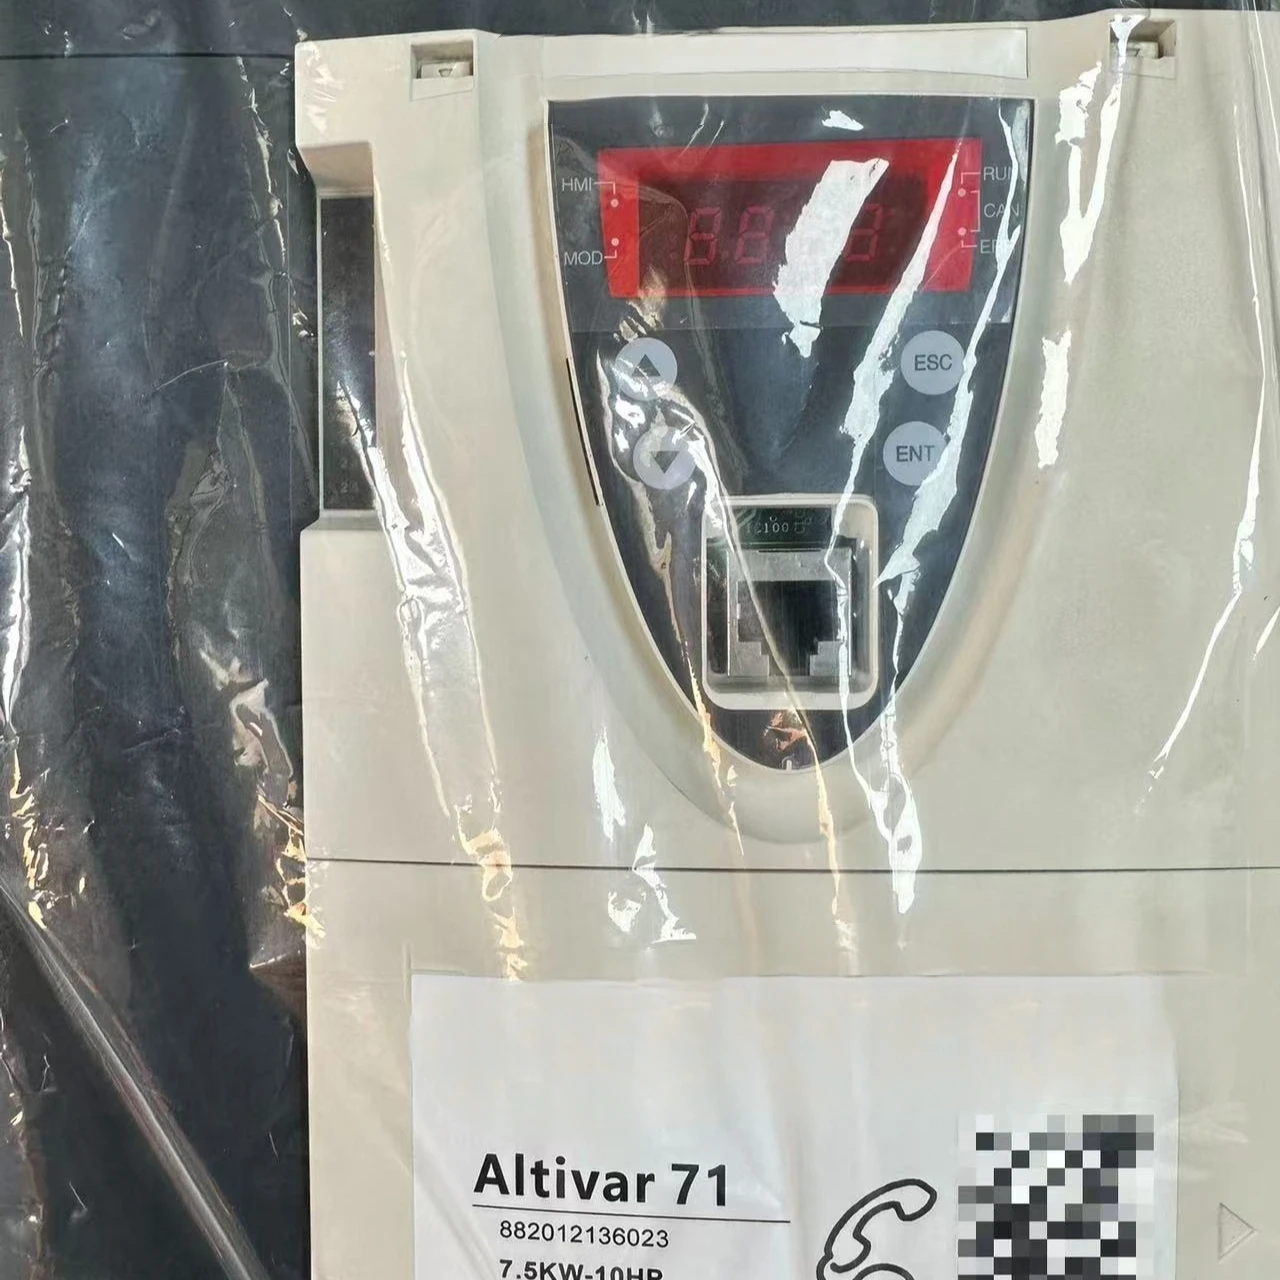 HMI
RUN
CAN
MOD
ERR
ESC
ENT
Altivar 71
882012136023
7.5KW-10HP